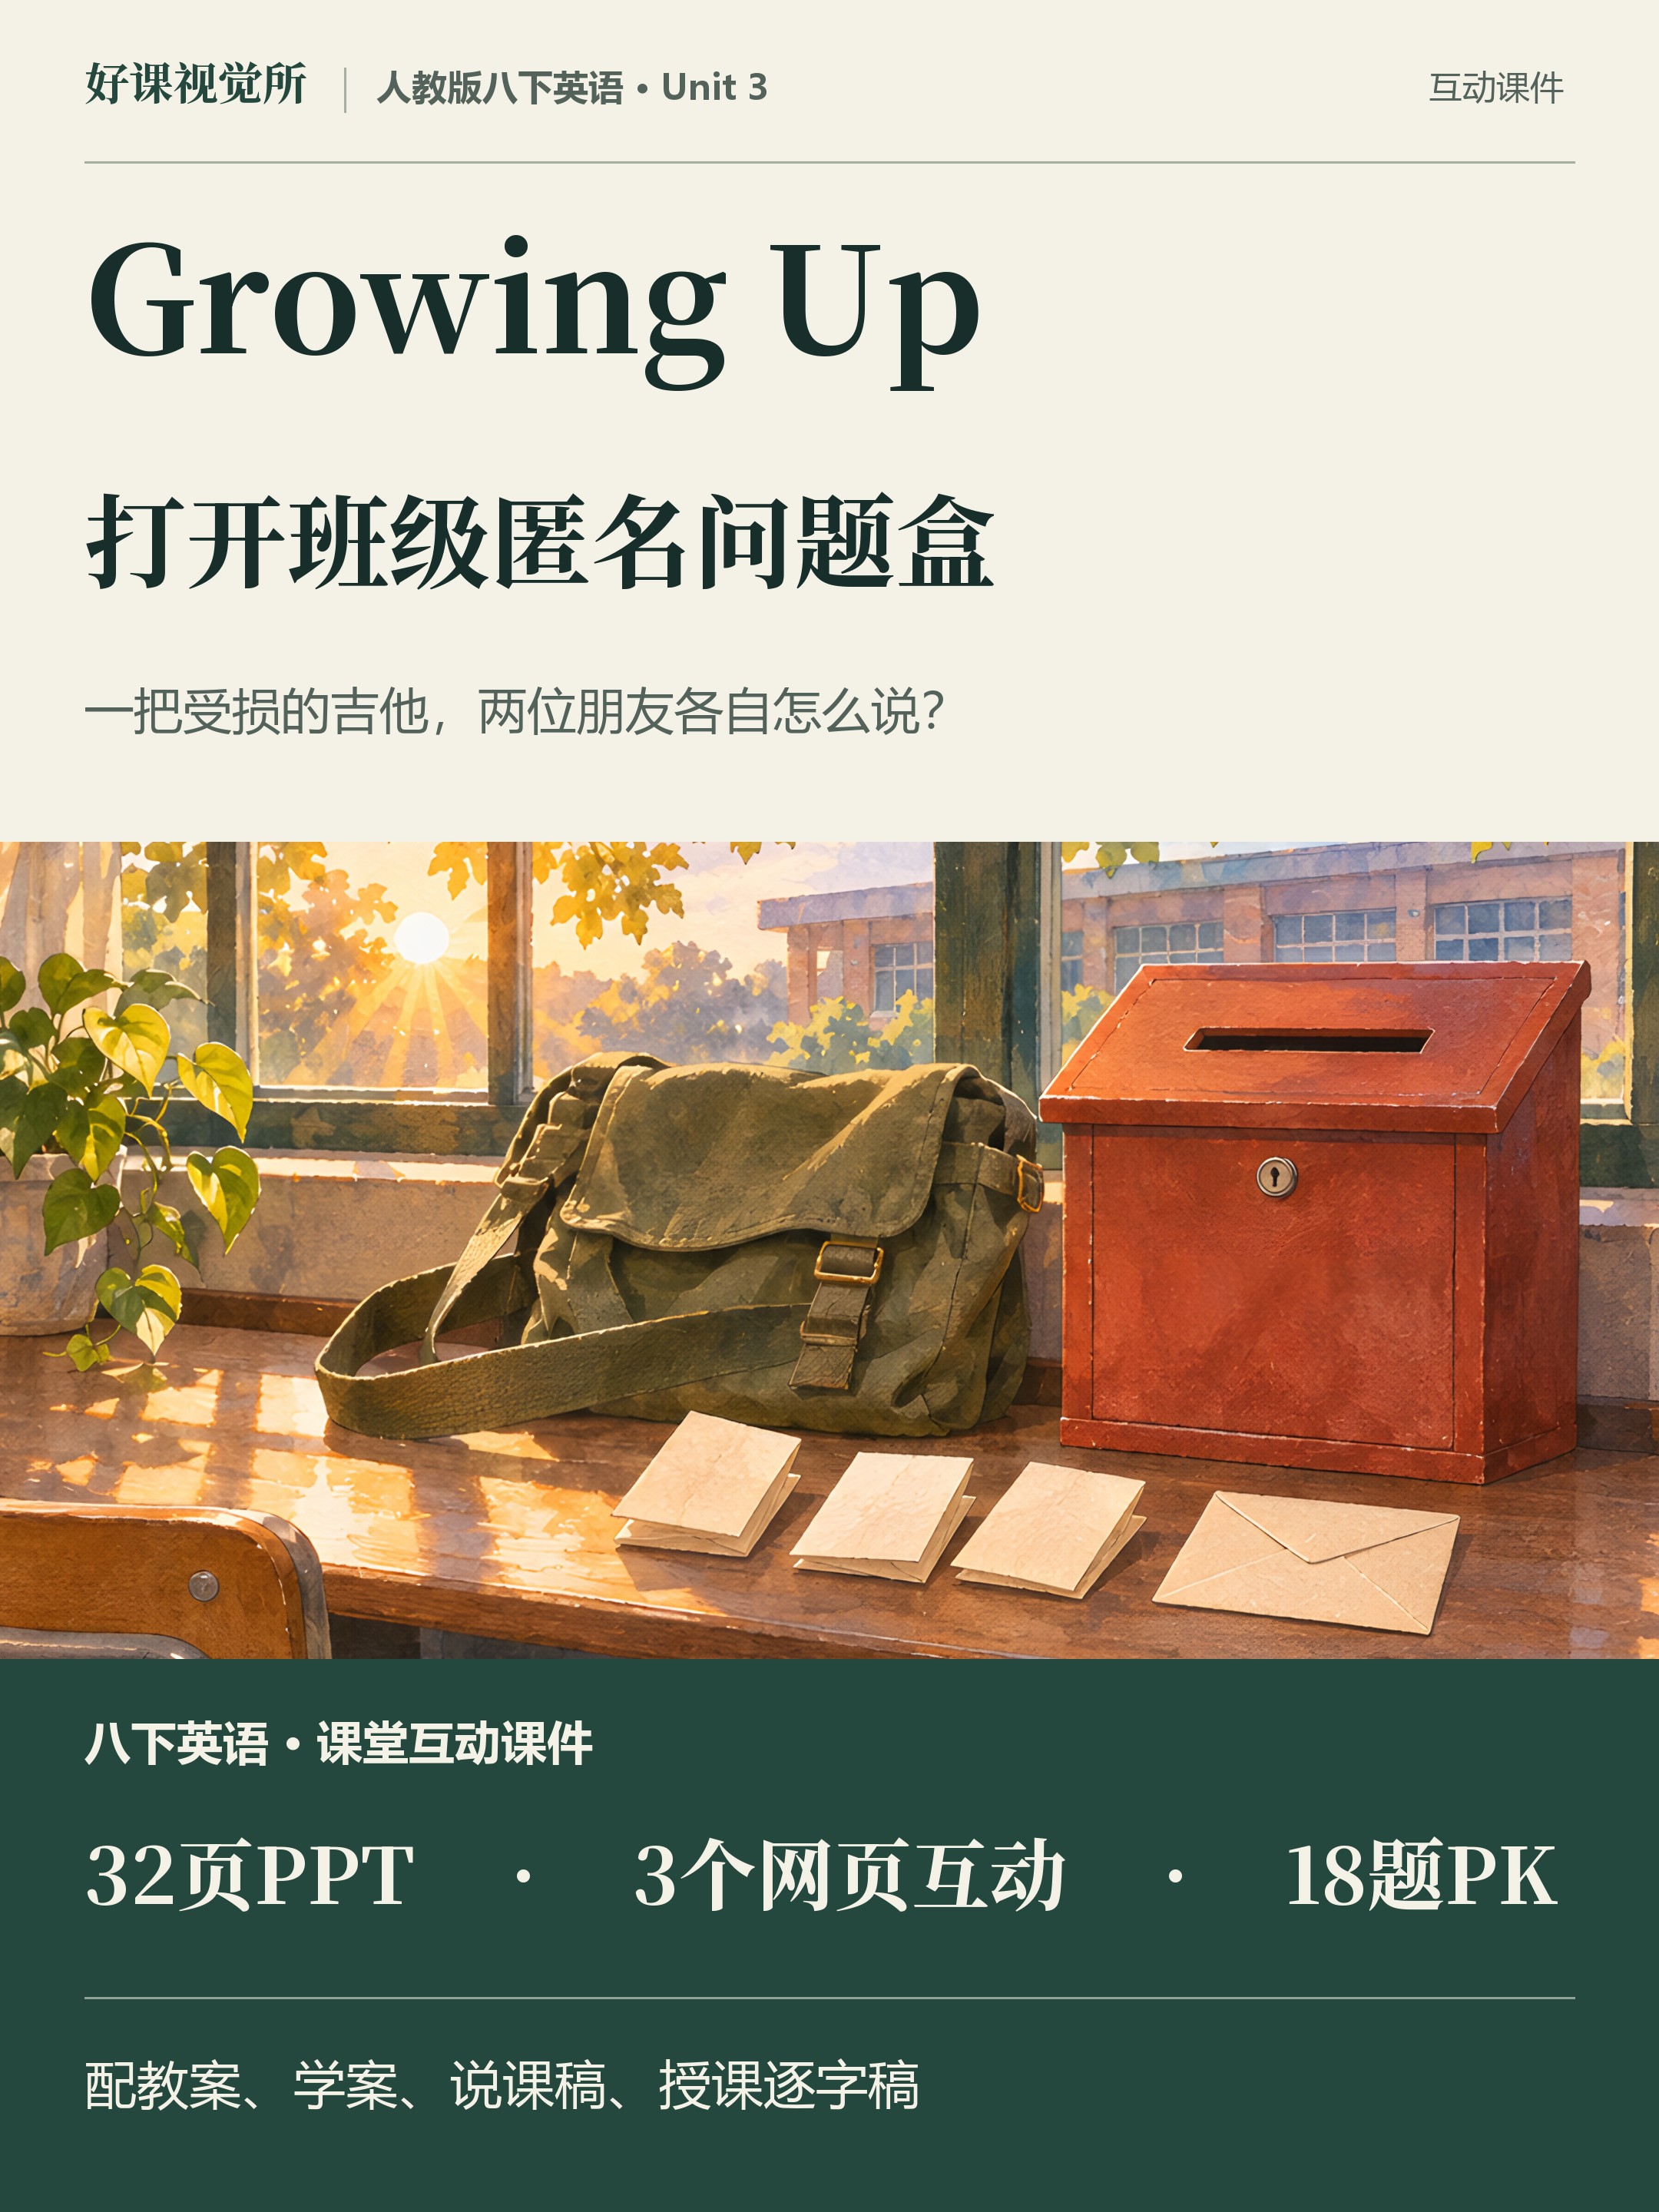 好课视觉所 | 人教版八下英语 • Unit 3
互动课件
Growing Up
打开班级匿名问题盒
一把受损的吉他，两位朋友各自怎么说？
八下英语 • 课堂互动课件
32页PPT · 3个网页互动 · 18题PK
配教案、学案、说课稿、授课逐字稿